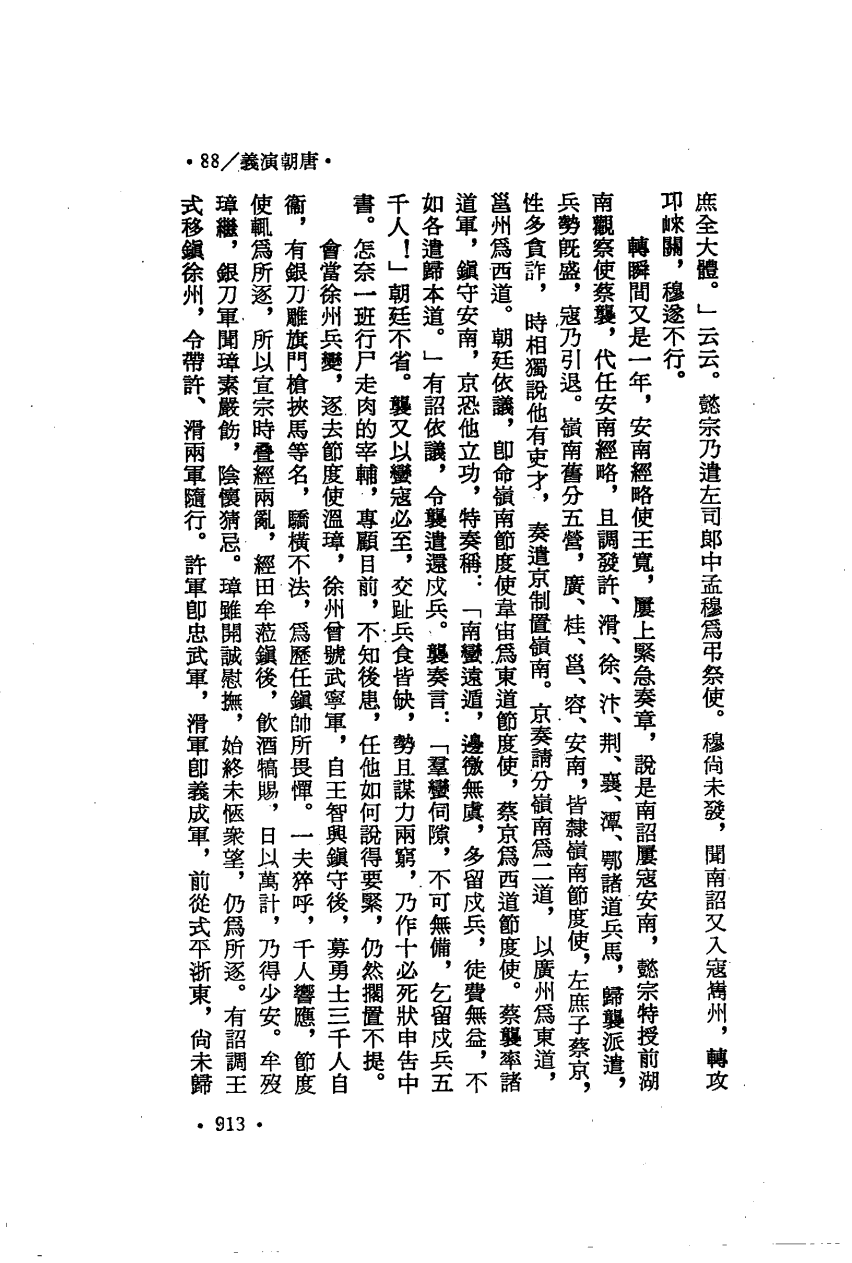 •88/義演朝唐•
庶全大體。」云云。懿宗乃遣左司郎中孟穆爲弔祭使。穆尙未發，聞南詔又入寇嶲州，轉攻
邛崍關，穆遂不行。
轉瞬間又是一年，安南經略使王寬，屢上緊急奏章，說是南詔屢寇安南，懿宗特授前湖
南觀察使蔡襲，代任安南經略，且調發許、滑、徐、汴、荆、襄、潭、鄂諸道兵馬，歸襲派遣，
兵勢旣盛，寇乃引退。嶺南舊分五營，廣、桂、邕、容、安南，皆隸嶺南節度使，左庶子蔡京，
性多貪詐，時相獨說他有吏才，奏遣京制置嶺南。京奏請分嶺南爲二道，以廣州爲東道，
邕州爲西道。朝廷依議，卽命嶺南節度使韋宙爲東道節度使，蔡京爲西道節度使。蔡襲率諸
道軍，鎭守安南，京恐他立功，特奏稱：「南蠻遠遁，邊徼無虞，多留戍兵，徒費無益，不
如各遣歸本道。」有詔依議，令襲遣還戍兵。襲奏言：「羣蠻伺隙，不可無備，乞留戍兵五
千人！」朝廷不省。襲又以蠻寇必至，交趾兵食皆缺，勢且謀力兩窮，乃作十必死狀申告中
書。怎奈一班行尸走肉的宰輔，專顧目前，不知後患，任他如何說得要緊，仍然擱置不提。
會當徐州兵變，逐去節度使溫璋，徐州曾號武寧軍，自王智興鎭守後，募勇士三千人自
衞，有銀刀雕旗門槍挾馬等名，驕橫不法，爲歷任鎭帥所畏憚。一夫猝呼，千人響應，節度
使輒爲所逐，所以宣宗時疊經兩亂，經田牟蒞鎭後，飲酒犒賜，日以萬計，乃得少安。牟歿
璋繼，銀刀軍聞璋素嚴飭，陰懷猜忌。璋雖開誠慰撫，始終未愜衆望，仍爲所逐。有詔調王
式移鎭徐州，令帶許、滑兩軍隨行。許軍卽忠武軍，滑軍卽義成軍，前從式平浙東，尙未歸
•913•